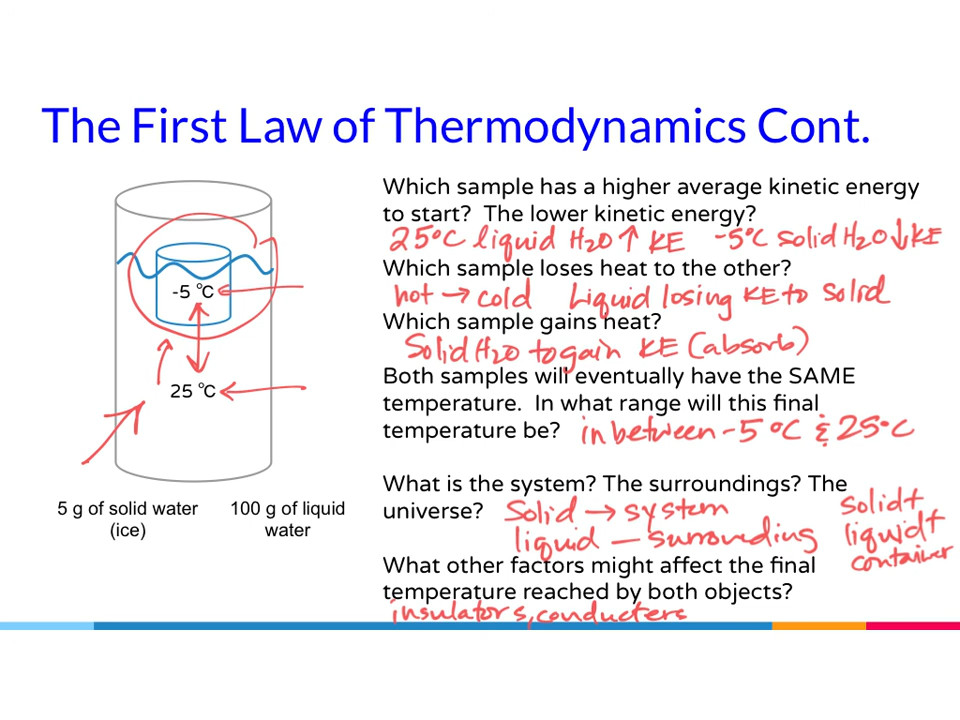 The First Law of Thermodynamics Cont.
-5 °C
25 °C
5 g of solid water
(ice)
100 g of liquid
water
Which sample has a higher average kinetic energy
to start? The lower kinetic energy?
25°C liquid H2O ↑ KE -5°C solid H2O ↓ KE
Which sample loses heat to the other?
hot → cold Liquid losing KE to Solid
Which sample gains heat?
Solid H2O to gain KE (absorb)
Both samples will eventually have the SAME
temperature. In what range will this final
temperature be? in between -5°C & 25°C
What is the system? The surroundings? The
universe? Solid → system
liquid — surrounding
solid +
liquid +
container
What other factors might affect the final
temperature reached by both objects?
insulators, conducters